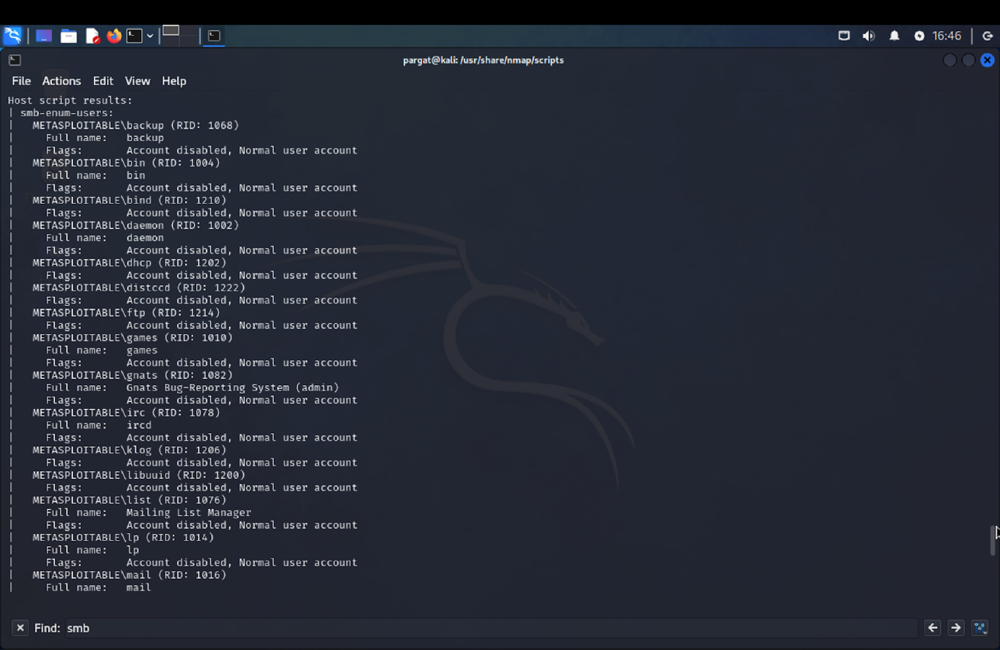 16:46
pargat@kali: /usr/share/nmap/scripts
File Actions Edit View Help
Host script results:
| smb-enum-users:
|   METASPLOITABLE\backup (RID: 1068)
|     Full name:   backup
|     Flags:       Account disabled, Normal user account
|   METASPLOITABLE\bin (RID: 1004)
|     Full name:   bin
|     Flags:       Account disabled, Normal user account
|   METASPLOITABLE\bind (RID: 1210)
|     Flags:       Account disabled, Normal user account
|   METASPLOITABLE\daemon (RID: 1002)
|     Full name:   daemon
|     Flags:       Account disabled, Normal user account
|   METASPLOITABLE\dhcp (RID: 1202)
|     Flags:       Account disabled, Normal user account
|   METASPLOITABLE\distccd (RID: 1222)
|     Flags:       Account disabled, Normal user account
|   METASPLOITABLE\ftp (RID: 1214)
|     Flags:       Account disabled, Normal user account
|   METASPLOITABLE\games (RID: 1010)
|     Full name:   games
|     Flags:       Account disabled, Normal user account
|   METASPLOITABLE\gnats (RID: 1082)
|     Full name:   Gnats Bug-Reporting System (admin)
|     Flags:       Account disabled, Normal user account
|   METASPLOITABLE\irc (RID: 1078)
|     Full name:   ircd
|     Flags:       Account disabled, Normal user account
|   METASPLOITABLE\klog (RID: 1206)
|     Flags:       Account disabled, Normal user account
|   METASPLOITABLE\libuuid (RID: 1200)
|     Flags:       Account disabled, Normal user account
|   METASPLOITABLE\list (RID: 1076)
|     Full name:   Mailing List Manager
|     Flags:       Account disabled, Normal user account
|   METASPLOITABLE\lp (RID: 1014)
|     Full name:   lp
|     Flags:       Account disabled, Normal user account
|   METASPLOITABLE\mail (RID: 1016)
|     Full name:   mail
Find: smb